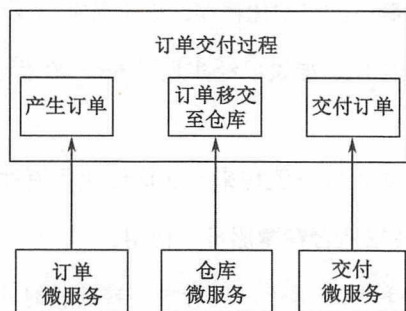 订单交付过程
产生订单
订单移交
至仓库
交付订单
订单
微服务
仓库
微服务
交付
微服务